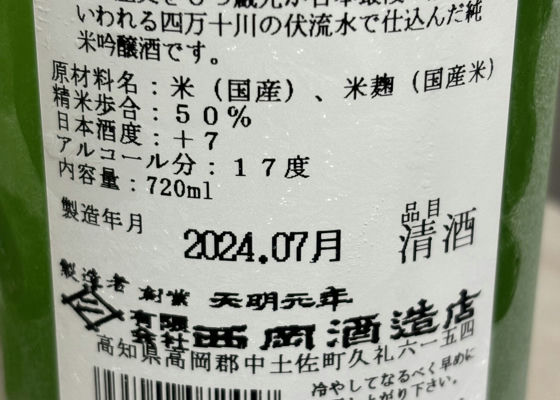 いわれる四万十川の伏流水で仕込んだ純
米吟醸酒です。
原材料名：米（国産）、米麹（国産米）
精米歩合：５０％
日本酒度：＋７
アルコール分：１７度
内容量：720ml
製造年月
2024.07月
品目
清酒
製造者
創業 天明元年
有限会社 西岡酒造店
高知県高岡郡中土佐町久礼六一五四
冷やしてなるべく早めに
上がり下さい。